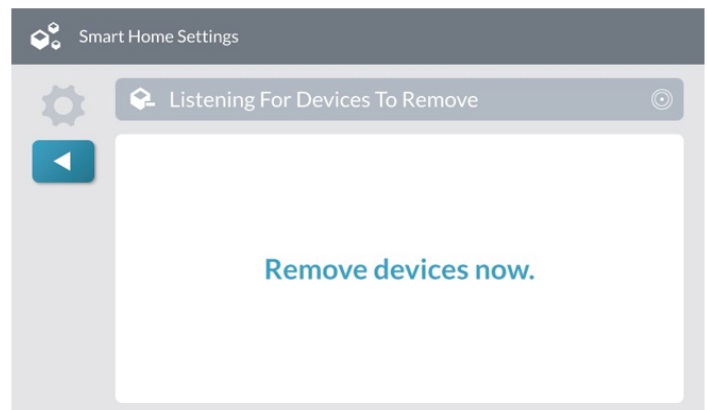 Smart Home Settings
Listening For Devices To Remove
Remove devices now.